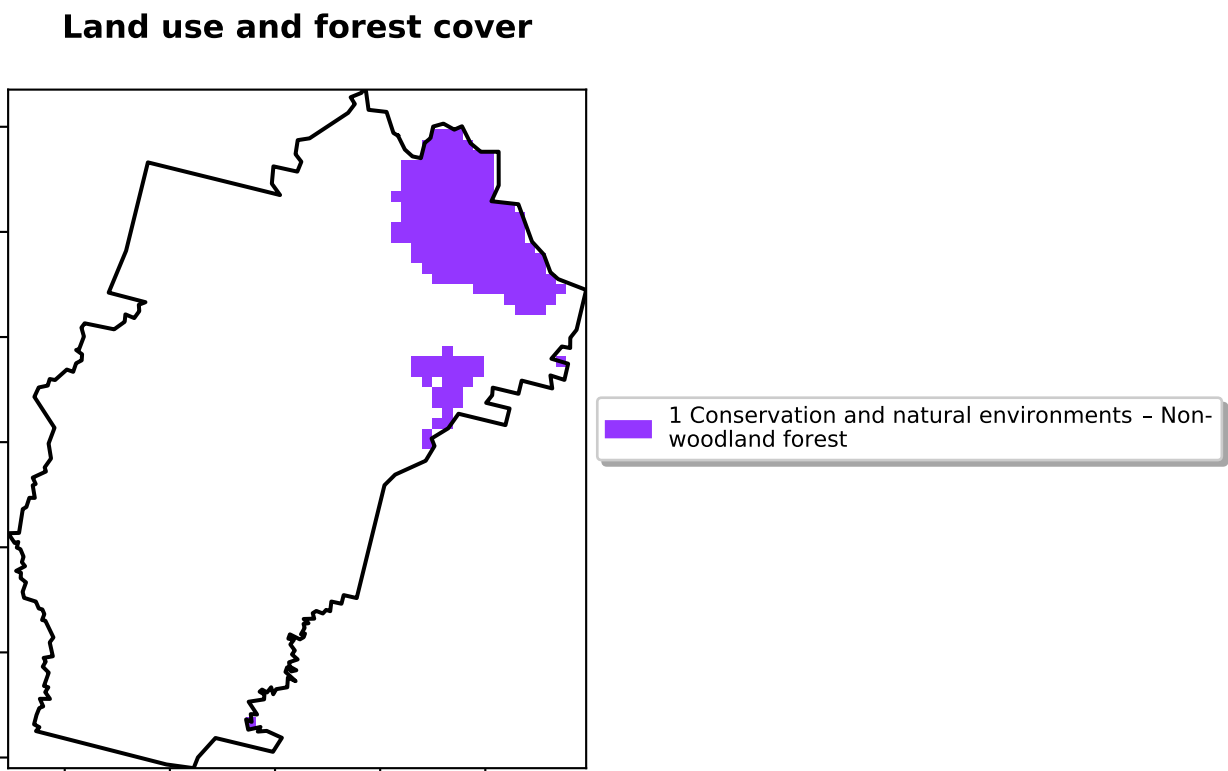 Land use and forest cover
1 Conservation and natural environments – Non-
woodland forest